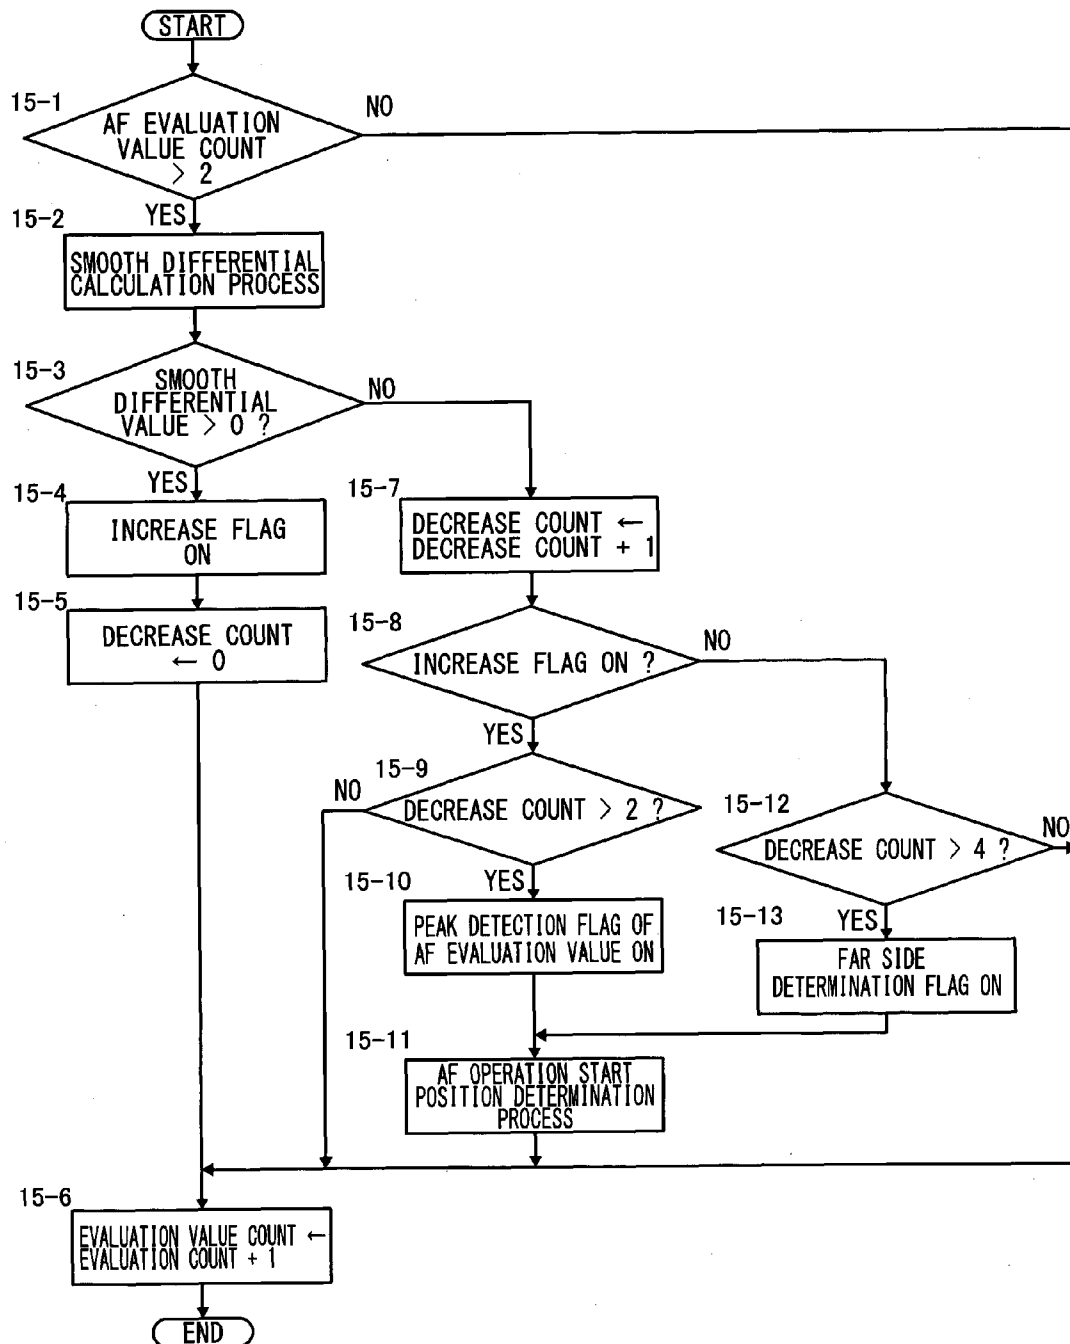 START
15-1
NO
AF EVALUATION
VALUE COUNT
> 2
YES
15-2
SMOOTH DIFFERENTIAL
CALCULATION PROCESS
15-3
SMOOTH
DIFFERENTIAL
VALUE > 0 ?
NO
YES
15-4
INCREASE FLAG
ON
15-5
DECREASE COUNT
← 0
15-7
DECREASE COUNT ←
DECREASE COUNT + 1
15-8
INCREASE FLAG ON ?
NO
YES
15-9
NO
DECREASE COUNT > 2 ?
YES
15-10
PEAK DETECTION FLAG OF
AF EVALUATION VALUE ON
15-12
DECREASE COUNT > 4 ?
NO
YES
15-13
FAR SIDE
DETERMINATION FLAG ON
15-11
AF OPERATION START
POSITION DETERMINATION
PROCESS
15-6
EVALUATION VALUE COUNT ←
EVALUATION COUNT + 1
END